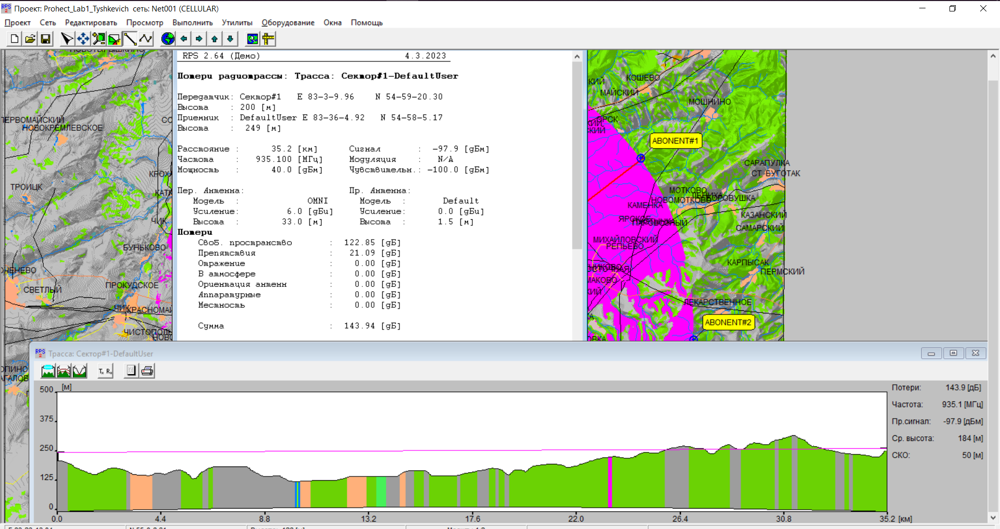 Проект: Prohect_Lab1_Tyshkevich  сеть: Net001 (CELLULAR)
Проект Сеть Редактировать Просмотр Выполнить Утилиты Оборудование Окна Помощь
RPS 2.64 (Демо) 4.3.2023
Потери радиотрассы: Трасса: Сектор#1-DefaultUser
Передатчик: Сектор#1 E 83-3-9.96 N 54-59-20.30
Высота : 200 [м]
Приемник : DefaultUser E 83-36-4.92 N 54-58-5.17
Высота : 249 [м]
Расстояние : 35.2 [км] Сигнал : -97.9 [дБм]
Частота : 935.100 [МГц] Модуляция : N/A
Мощность : 40.0 [дБм] Чувствительн.: -100.0 [дБм]
Пер. Антенна: Пр. Антенна:
Модель : OMNI Модель : Default
Усиление: 6.0 [дБи] Усиление: 0.0 [дБи]
Высота : 33.0 [м] Высота : 1.5 [м]
Потери
Своб. пространство : 122.85 [дБ]
Препятствия : 21.09 [дБ]
Отражение : 0.00 [дБ]
В атмосфере : 0.00 [дБ]
Ориентация антенн : 0.00 [дБ]
Аппаратурные : 0.00 [дБ]
Местность : 0.00 [дБ]
Сумма : 143.94 [дБ]
НОВОКРЕМЛЕВСКОЕ
ТРОИЦК
ЧИК
БУНЬКОВО
СВЕТЛЫЙ
ПРОКУДСКОЕ
ЧИК
КОШЕВО
МАЙСКИЙ
МОШНИНО
ABONENT#1
САРАПУЛКА
СТ. БУГОТАК
МОТКОВО
НОВОМОТКОВО
КАМЕНКА
КАЗАНСКИЙ
САМАРСКИЙ
МИХАЙЛОВСКИЙ
РЕПЬЕВО
КАРПЫСАК
ПЕРМСКИЙ
ЛЕКАРСТВЕННОЕ
ABONENT#2
Трасса: Сектор#1-DefaultUser
Tx Rx
[м]
500
375
250
125
0
0.0 4.4 8.8 13.2 17.6 22.0 26.4 30.8 35.2 [км]
Потери: 143.9 [дБ]
Частота: 935.1 [МГц]
Пр.сигнал: -97.9 [дБм]
Ср. высота: 184 [м]
СКО: 50 [м]